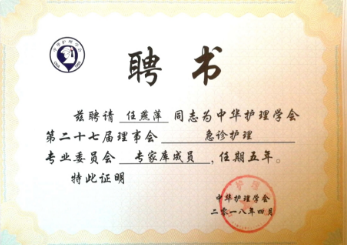 聘书
兹聘请 任燕萍 同志为中华护理学会
第二十七届理事会 急诊护理
专业委员会 专家库成员 ,任期五年。
特此证明
中华护理学会
二零一八年四月